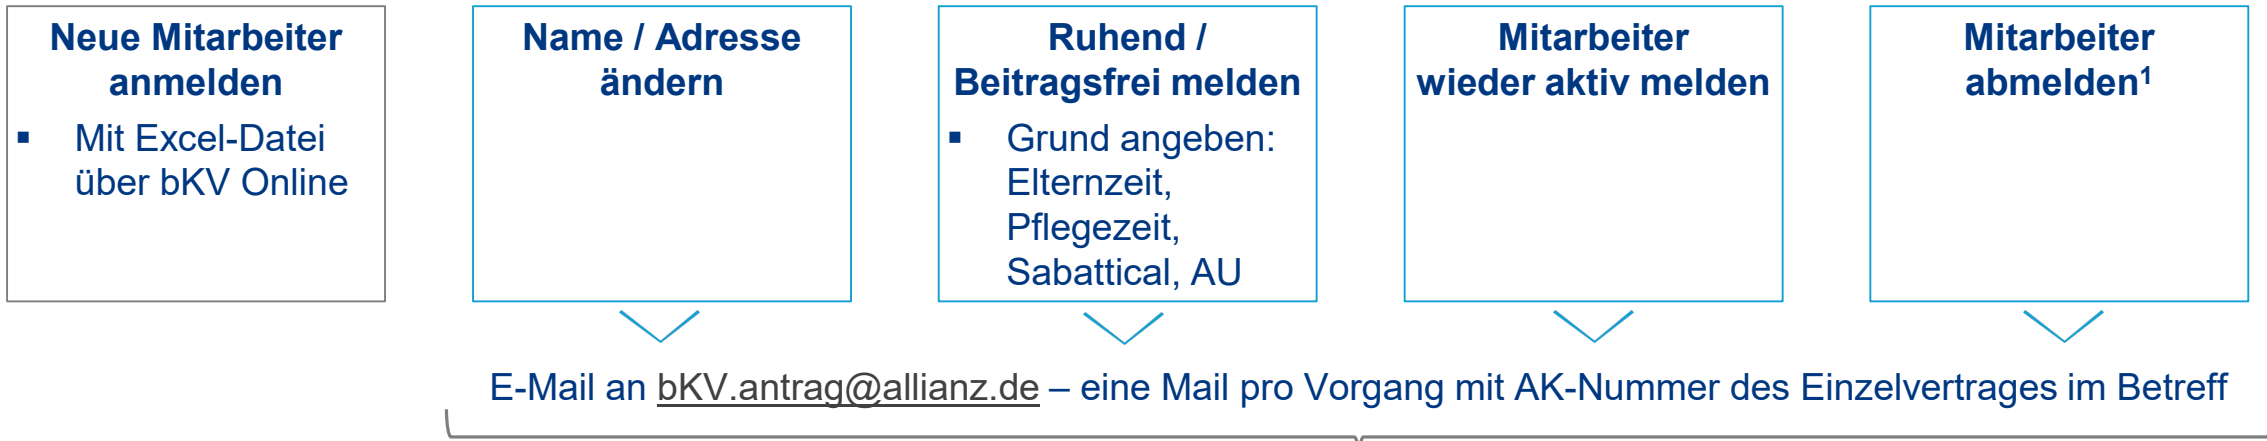 Neue Mitarbeiter
anmelden
▪ Mit Excel-Datei
über bKV Online
Name / Adresse
ändern
Ruhend /
Beitragsfrei melden
▪ Grund angeben:
Elternzeit,
Pflegezeit,
Sabattical, AU
Mitarbeiter
wieder aktiv melden
Mitarbeiter
abmelden¹
E-Mail an bKV.antrag@allianz.de – eine Mail pro Vorgang mit AK-Nummer des Einzelvertrages im Betreff